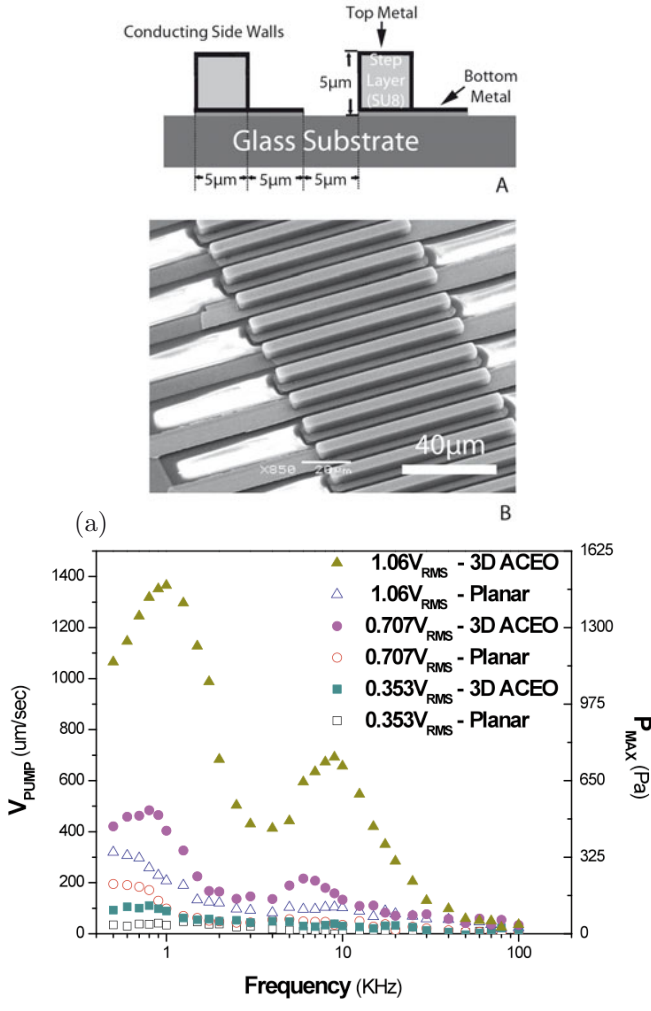 Top Metal
Conducting Side Walls
Step
Layer
(SU8)
5µm
Bottom
Metal
Glass Substrate
5µm 5µm 5µm
A
40µm
X850 20µm
B
(a)
1.06V_RMS - 3D ACEO
1.06V_RMS - Planar
0.707V_RMS - 3D ACEO
0.707V_RMS - Planar
0.353V_RMS - 3D ACEO
0.353V_RMS - Planar
V_PUMP (um/sec)
1400
1200
1000
800
600
400
200
0
P_MAX (Pa)
1625
1300
975
650
325
0
1 10 100
Frequency (KHz)